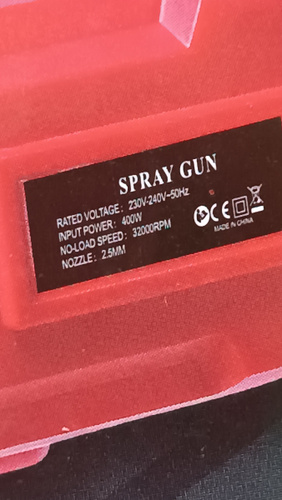 SPRAY GUN
RATED VOLTAGE: 230V-240V~50Hz
INPUT POWER: 400W
NO-LOAD SPEED: 32000RPM
NOZZLE: 2.5MM
CE
MADE IN CHINA